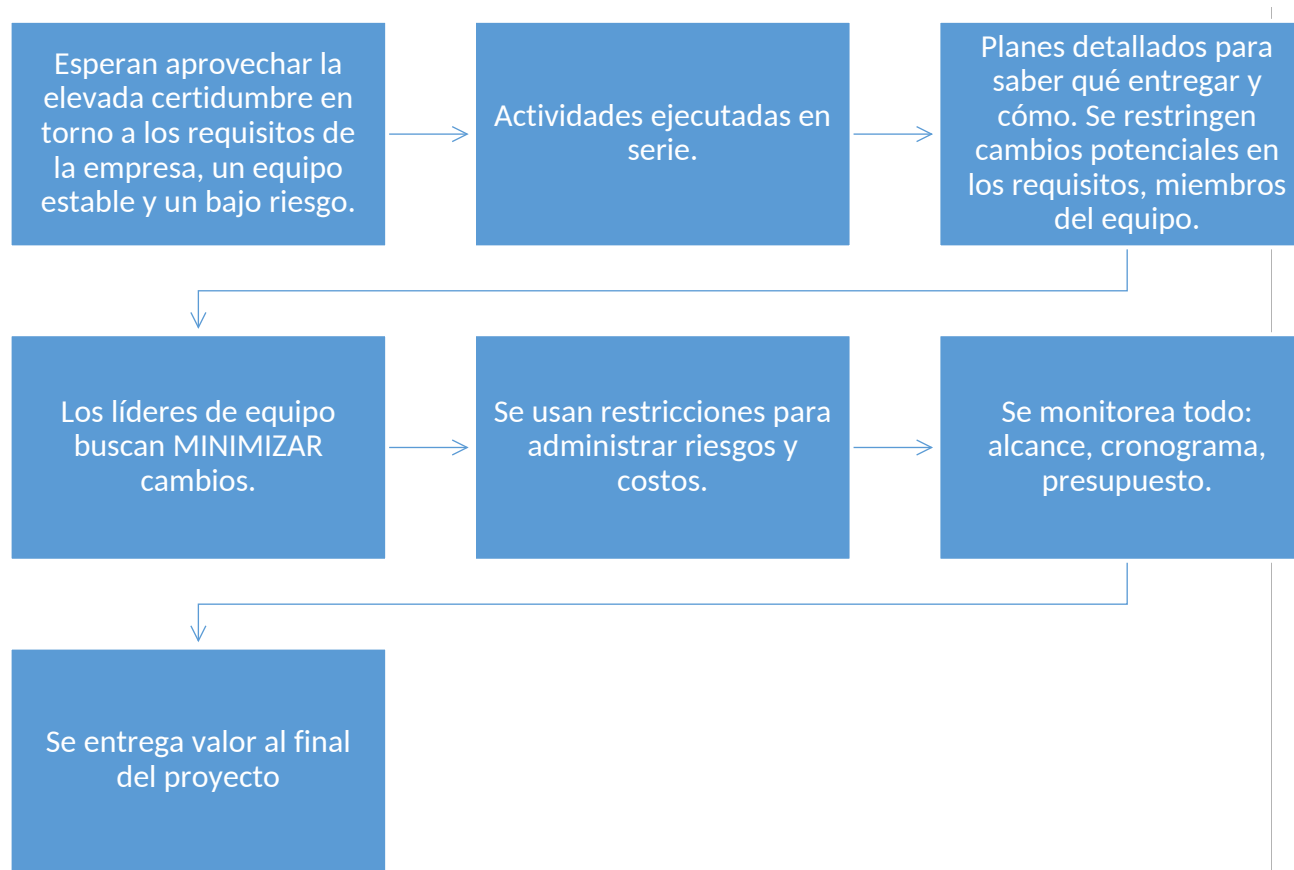 Esperan aprovechar la
elevada certidumbre en
torno a los requisitos de
la empresa, un equipo
estable y un bajo riesgo.
Actividades ejecutadas en
serie.
Planes detallados para
saber qué entregar y
cómo. Se restringen
cambios potenciales en
los requisitos, miembros
del equipo.
Los líderes de equipo
buscan MINIMIZAR
cambios.
Se usan restricciones para
administrar riesgos y
costos.
Se monitorea todo:
alcance, cronograma,
presupuesto.
Se entrega valor al final
del proyecto